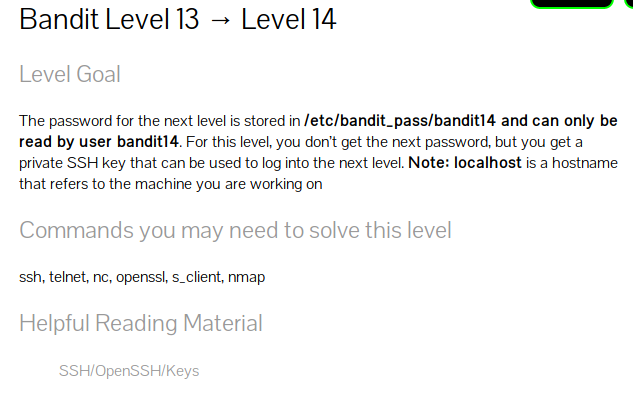 Bandit Level 13 → Level 14
Level Goal
The password for the next level is stored in /etc/bandit_pass/bandit14 and can only be
read by user bandit14. For this level, you don't get the next password, but you get a
private SSH key that can be used to log into the next level. Note: localhost is a hostname
that refers to the machine you are working on
Commands you may need to solve this level
ssh, telnet, nc, openssl, s_client, nmap
Helpful Reading Material
SSH/OpenSSH/Keys